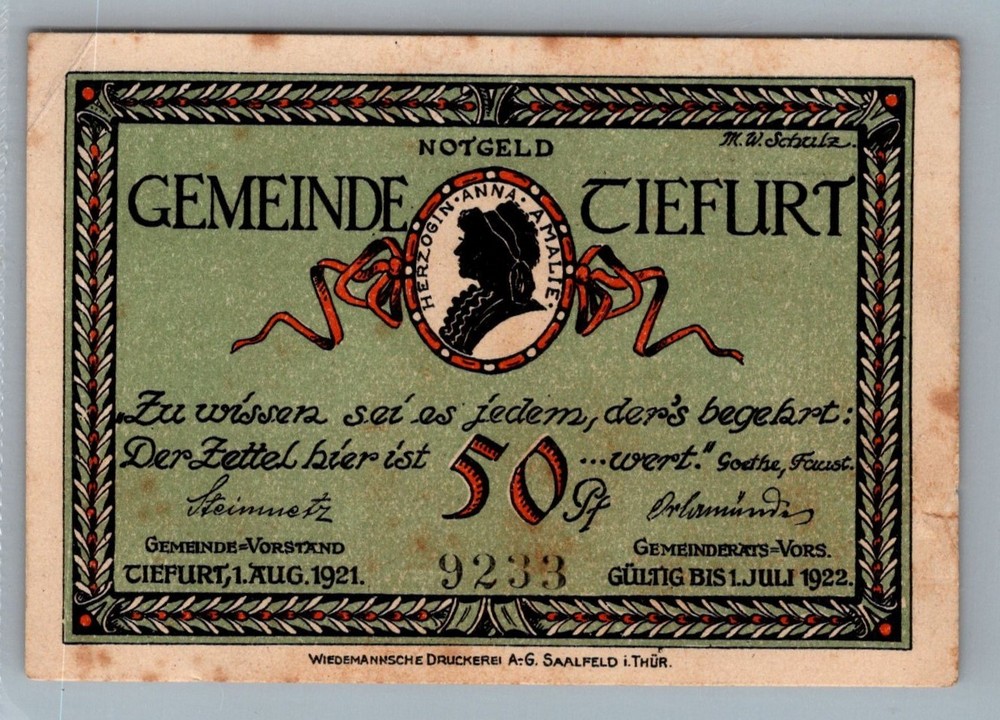 NOTGELD
M.W. Schulz.
GEMEINDE TIEFURT
HERZOGIN · ANNA · AMALIE ·
„Zu wissen sei es jedem, der's begehrt:
Der Zettel hier ist 50 Pf ... wert." Goethe, Faust.
Steinmetz Orlamünde
GEMEINDE=VORSTAND GEMEINDERATS=VORS.
TIEFURT, 1. AUG. 1921. 9233 GÜLTIG BIS 1. JULI 1922.
WIEDEMANNSCHE DRUCKEREI A.-G. SAALFELD i. THÜR.